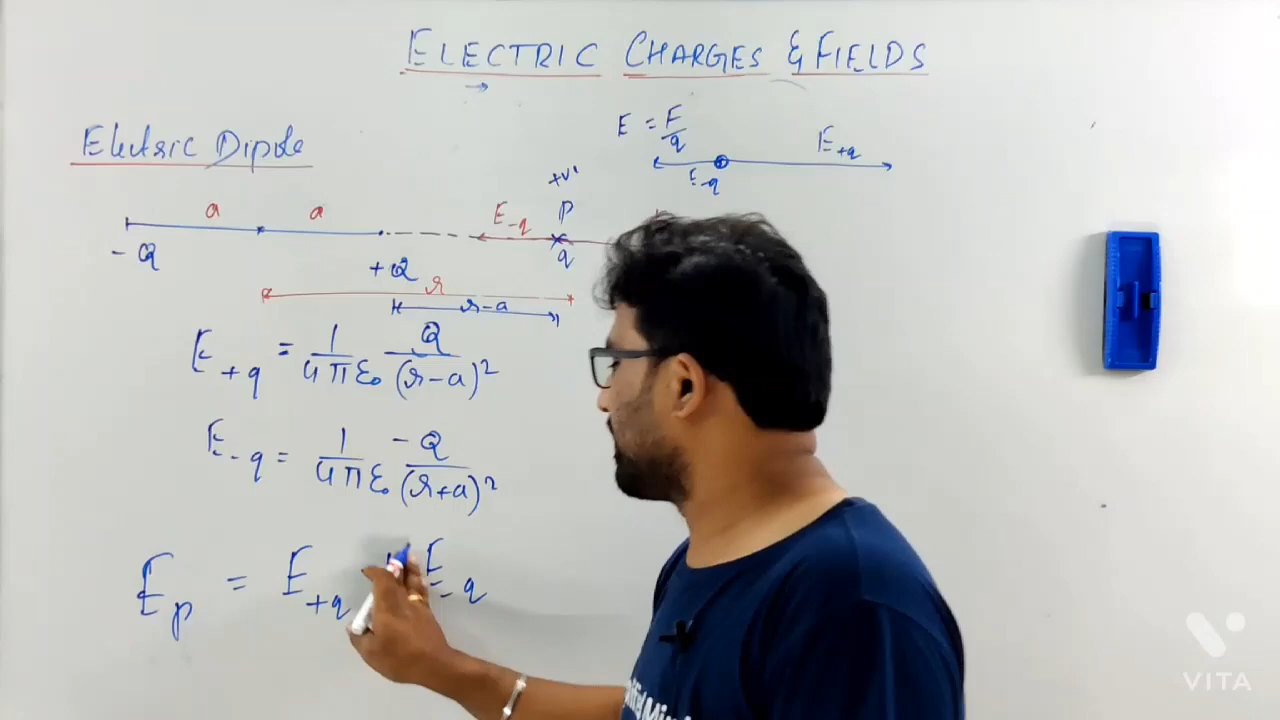 ELECTRIC CHARGES & FIELDS
Electric Dipole
E = F/q
E+q
E-q
+ve
a a E-q P
-Q +Q q
r
r-a
E+q = 1/4πε₀ Q/(r-a)²
E-q = 1/4πε₀ -Q/(r+a)²
Ep = E+q E-q
VITA